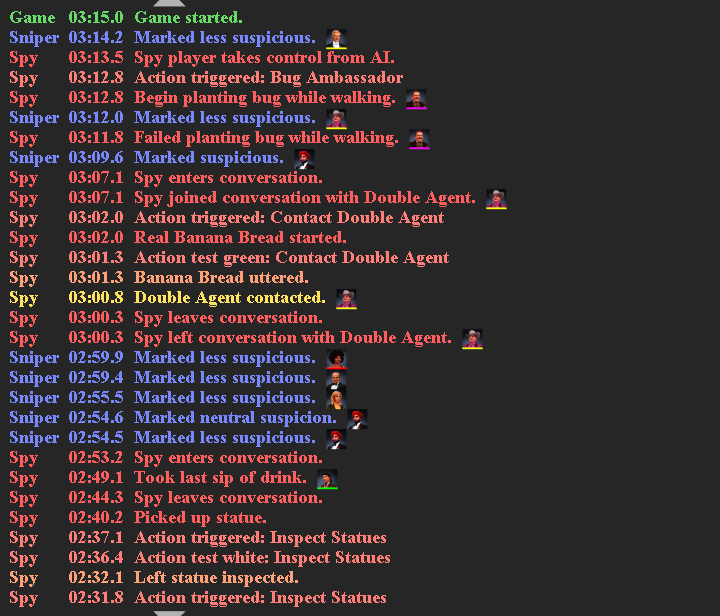 Game 03:15.0 Game started.
Sniper 03:14.2 Marked less suspicious.
Spy 03:13.5 Spy player takes control from AI.
Spy 03:12.8 Action triggered: Bug Ambassador
Spy 03:12.8 Begin planting bug while walking.
Sniper 03:12.0 Marked less suspicious.
Spy 03:11.8 Failed planting bug while walking.
Sniper 03:09.6 Marked suspicious.
Spy 03:07.1 Spy enters conversation.
Spy 03:07.1 Spy joined conversation with Double Agent.
Spy 03:02.0 Action triggered: Contact Double Agent
Spy 03:02.0 Real Banana Bread started.
Spy 03:01.3 Action test green: Contact Double Agent
Spy 03:01.3 Banana Bread uttered.
Spy 03:00.8 Double Agent contacted.
Spy 03:00.3 Spy leaves conversation.
Spy 03:00.3 Spy left conversation with Double Agent.
Sniper 02:59.9 Marked less suspicious.
Sniper 02:59.4 Marked less suspicious.
Sniper 02:55.5 Marked less suspicious.
Sniper 02:54.6 Marked neutral suspicion.
Sniper 02:54.5 Marked less suspicious.
Spy 02:53.2 Spy enters conversation.
Spy 02:49.1 Took last sip of drink.
Spy 02:44.3 Spy leaves conversation.
Spy 02:40.2 Picked up statue.
Spy 02:37.1 Action triggered: Inspect Statues
Spy 02:36.4 Action test white: Inspect Statues
Spy 02:32.1 Left statue inspected.
Spy 02:31.8 Action triggered: Inspect Statues